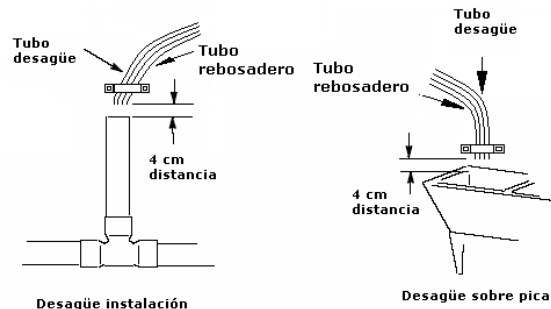 Tubo
desagüe
Tubo
rebosadero
4 cm
distancia
Desagüe instalación
Tubo
desagüe
Tubo
rebosadero
4 cm
distancia
Desagüe sobre pica